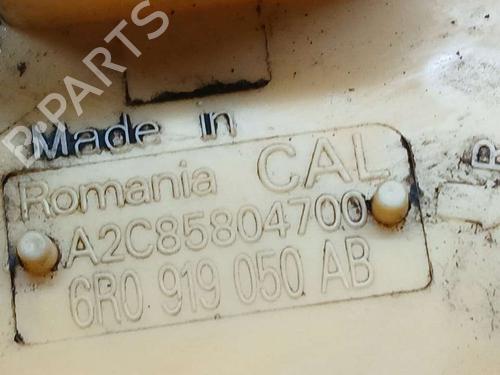 B-PARTS
Made in
Romania CAL
A2C85804700
6R0 919 050 AB